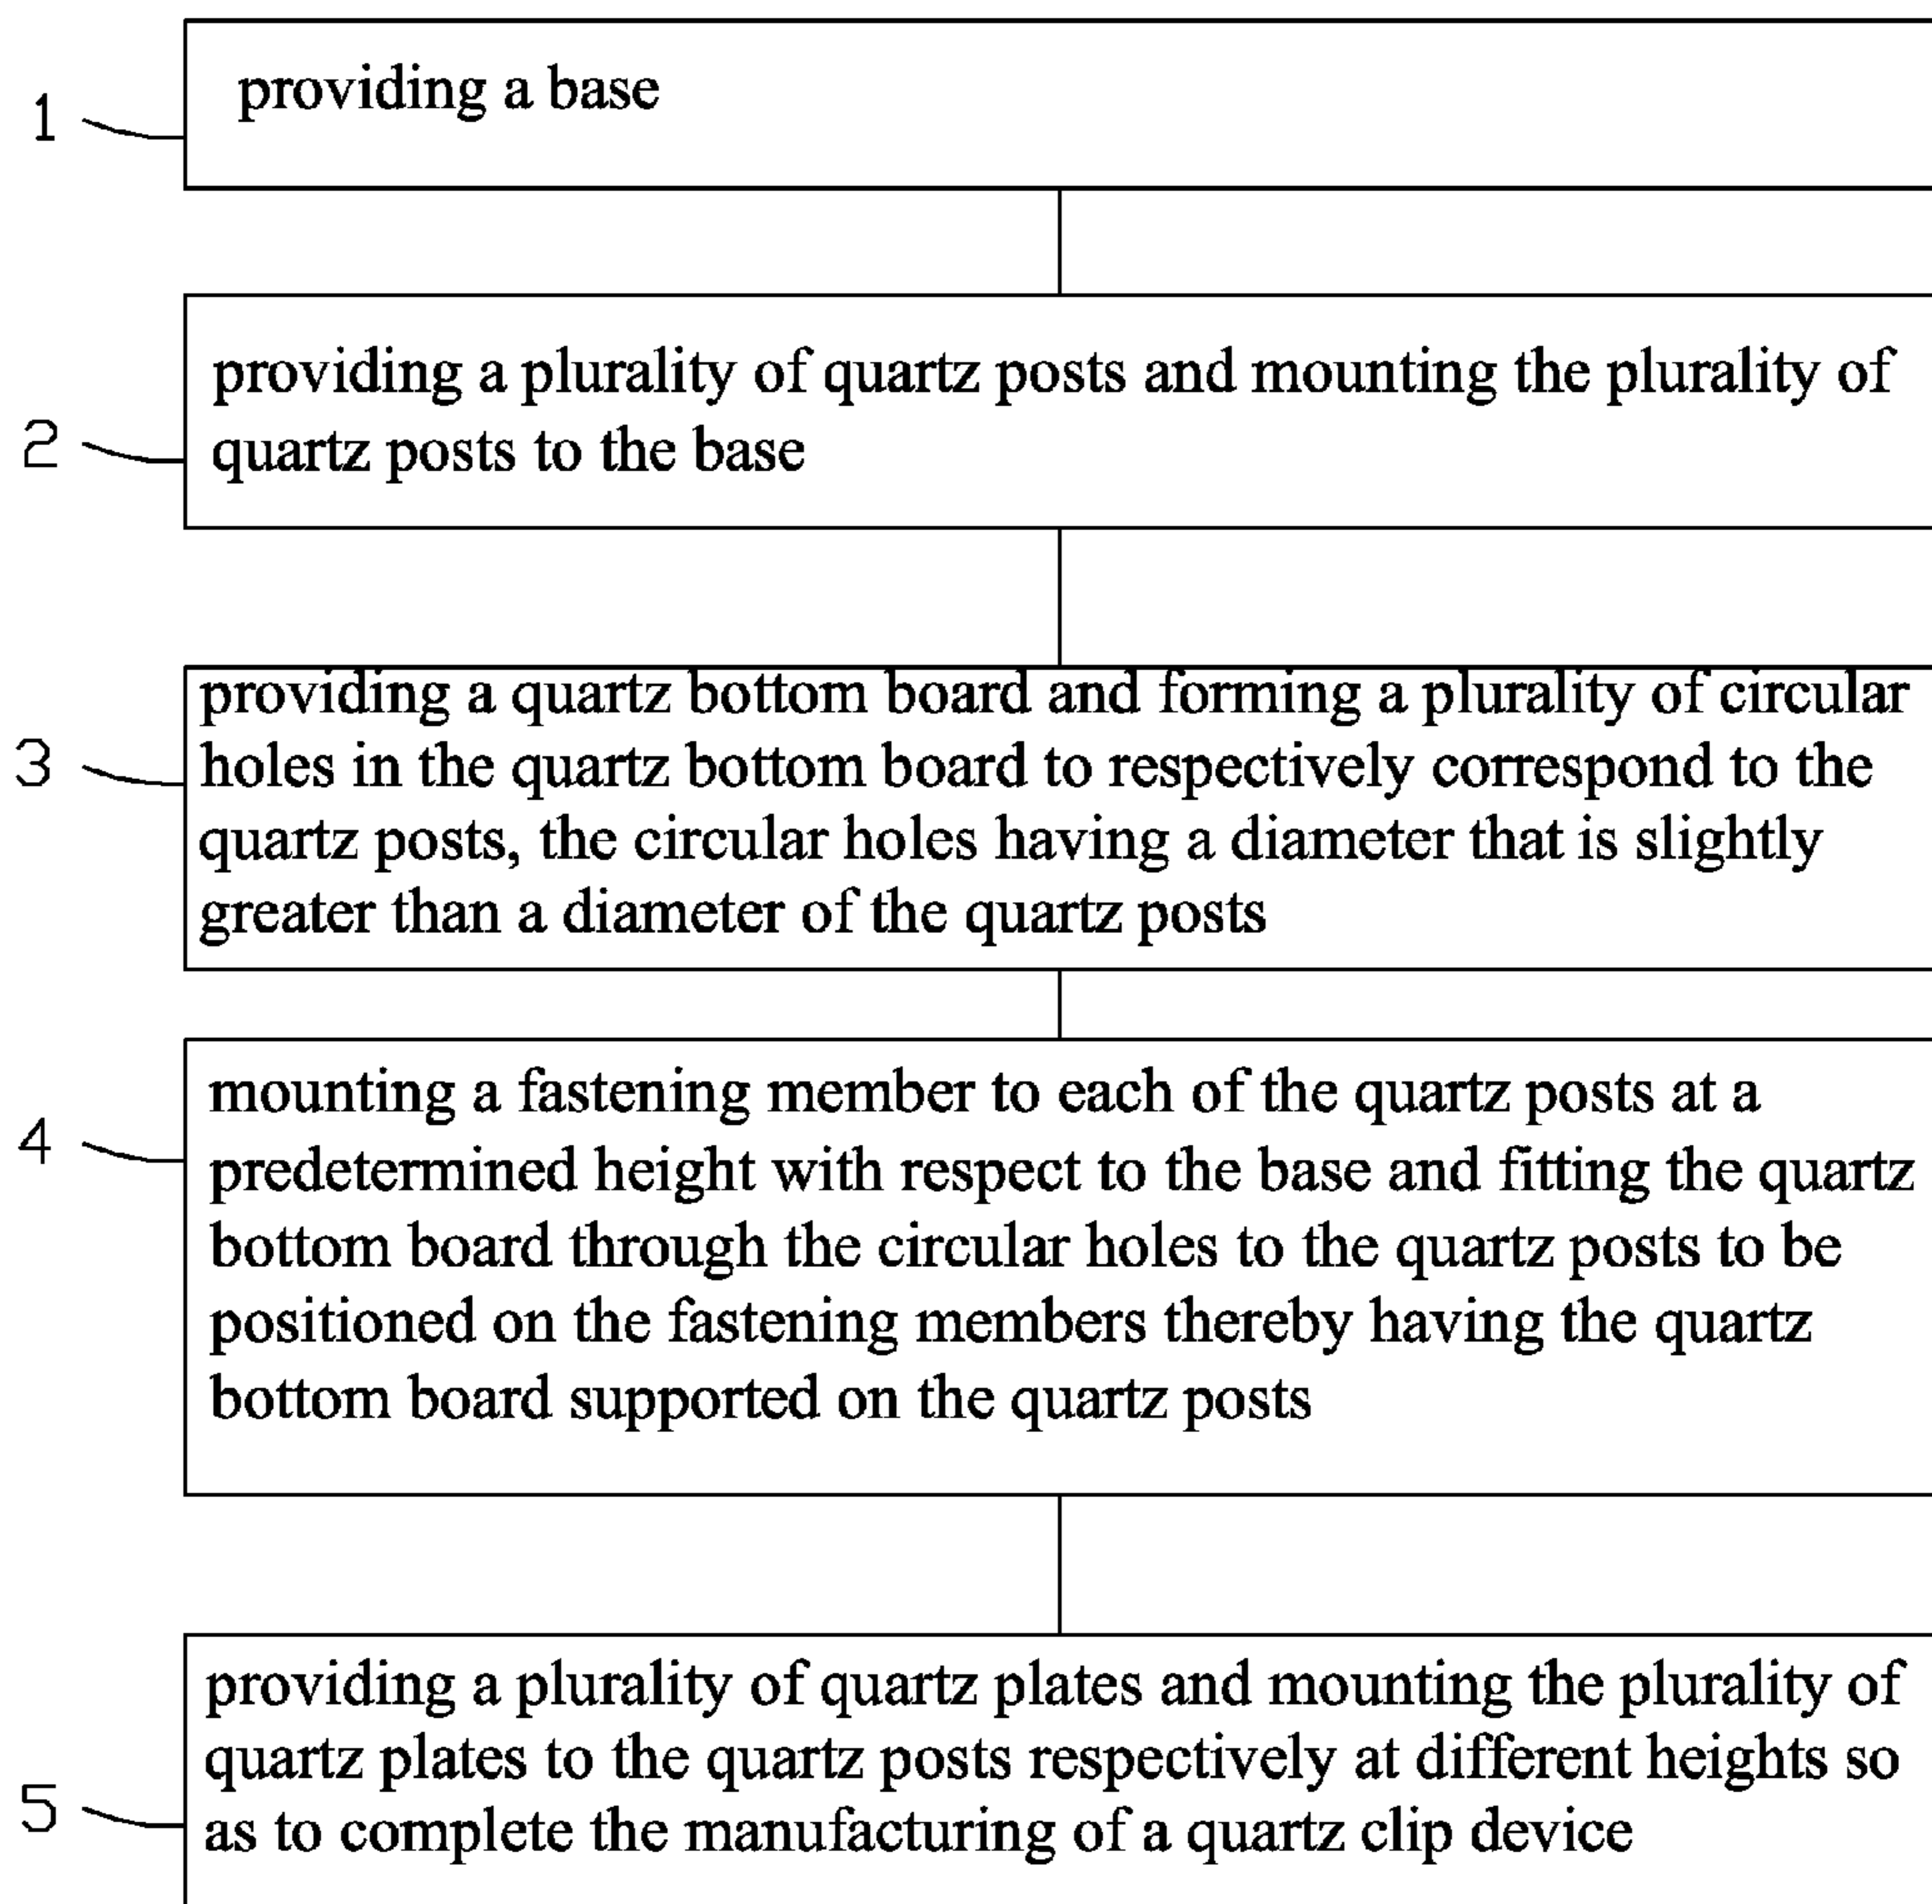 1
providing a base
2
providing a plurality of quartz posts and mounting the plurality of
quartz posts to the base
3
providing a quartz bottom board and forming a plurality of circular
holes in the quartz bottom board to respectively correspond to the
quartz posts, the circular holes having a diameter that is slightly
greater than a diameter of the quartz posts
4
mounting a fastening member to each of the quartz posts at a
predetermined height with respect to the base and fitting the quartz
bottom board through the circular holes to the quartz posts to be
positioned on the fastening members thereby having the quartz
bottom board supported on the quartz posts
5
providing a plurality of quartz plates and mounting the plurality of
quartz plates to the quartz posts respectively at different heights so
as to complete the manufacturing of a quartz clip device